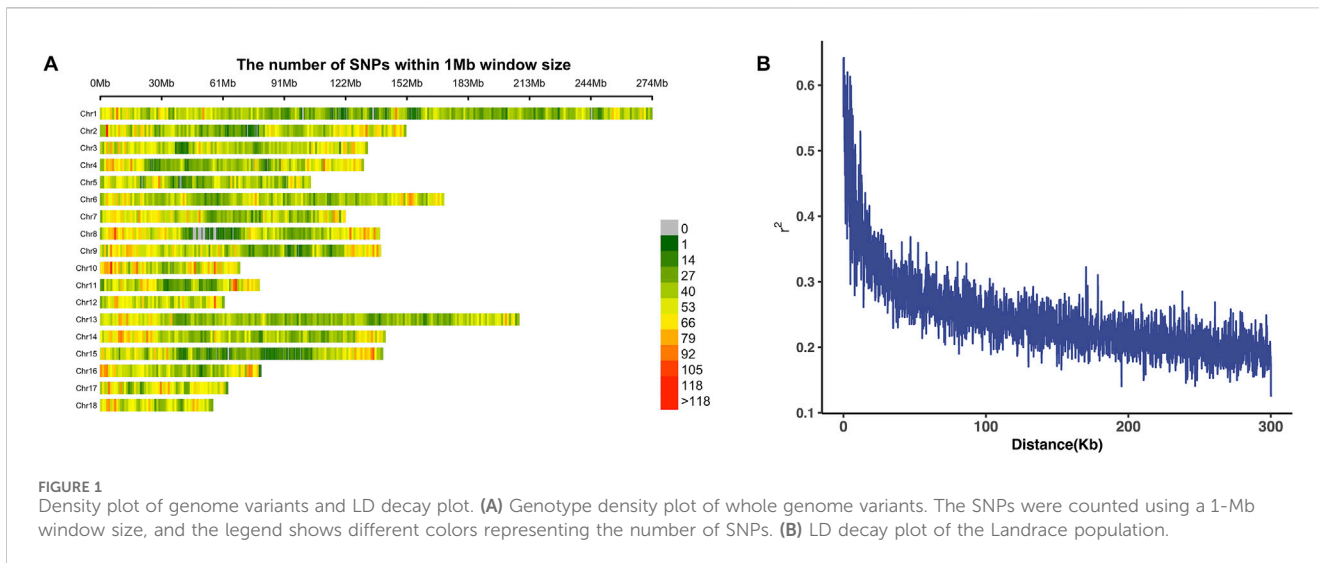 A
The number of SNPs within 1Mb window size
0Mb 30Mb 61Mb 91Mb 122Mb 152Mb 183Mb 213Mb 244Mb 274Mb
Chr1
Chr2
Chr3
Chr4
Chr5
Chr6
Chr7
Chr8
Chr9
Chr10
Chr11
Chr12
Chr13
Chr14
Chr15
Chr16
Chr17
Chr18
0
1
14
27
40
53
66
79
92
105
118
>118
B
0.6
0.5
0.4
0.3
0.2
0.1
r²
0 100 200 300
Distance(Kb)
FIGURE 1
Density plot of genome variants and LD decay plot. (A) Genotype density plot of whole genome variants. The SNPs were counted using a 1-Mb
window size, and the legend shows different colors representing the number of SNPs. (B) LD decay plot of the Landrace population.